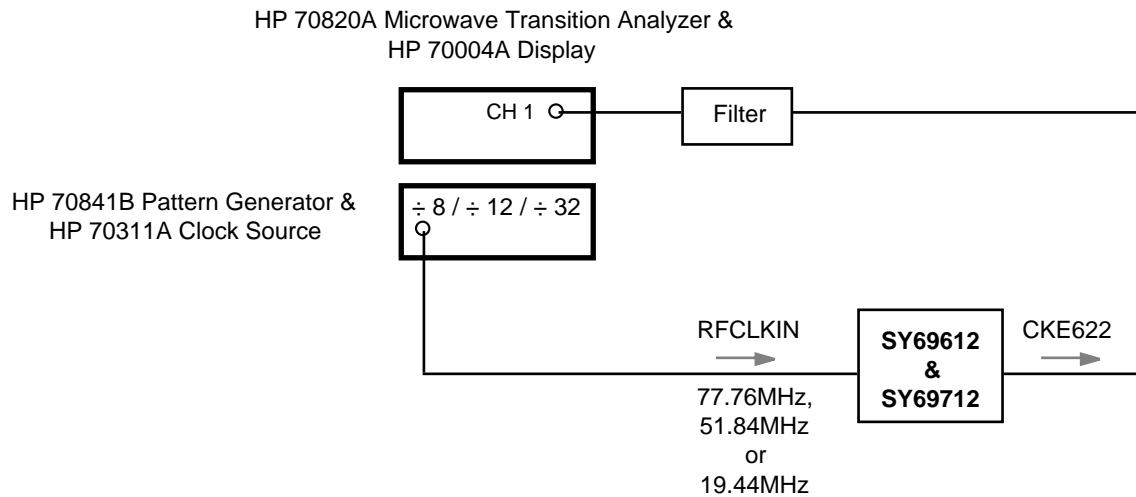 HP 70820A Microwave Transition Analyzer &
HP 70004A Display
CH 1
Filter
HP 70841B Pattern Generator &
HP 70311A Clock Source
÷ 8 / ÷ 12 / ÷ 32
RFCLKIN
77.76MHz,
51.84MHz
or
19.44MHz
SY69612
&
SY69712
CKE622